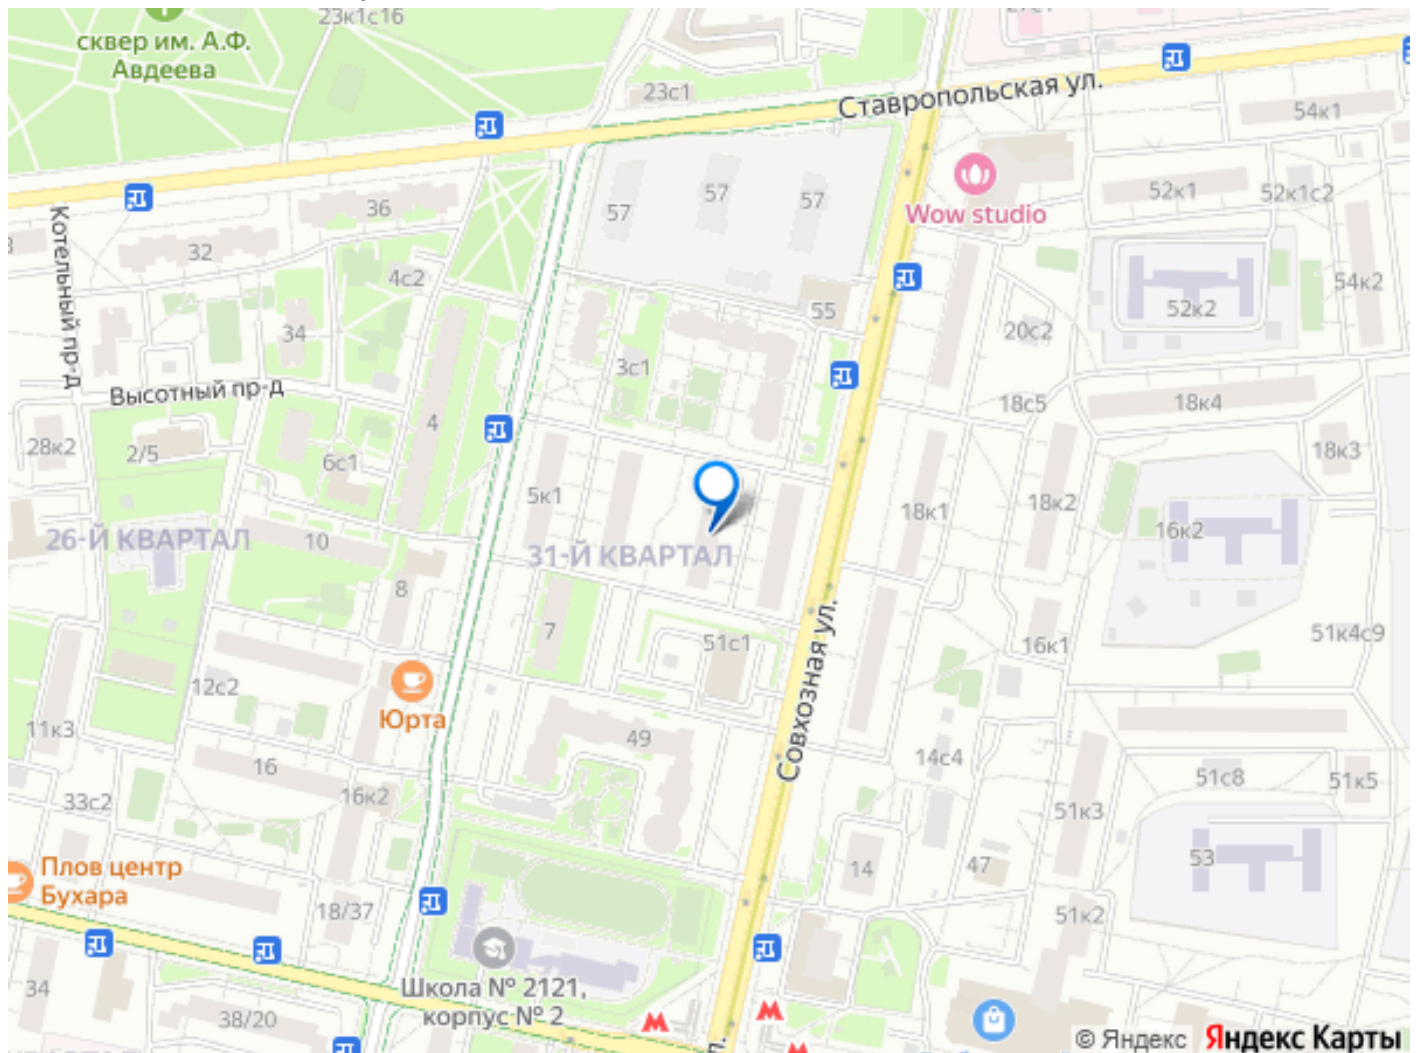 23к1с16
сквер им. А.Ф.
Авдеева
23с1
Ставропольская ул.
54к1
Wow studio
57
57
57
52к1
52к1с2
36
32
Котельный пр-д
4с2
54к2
52к2
55
20с2
34
3с1
Высотный пр-д
18с5
18к4
4
28к2
2/5
6с1
18к3
5к1
18к1
18к2
16к2
26-Й КВАРТАЛ
10
31-Й КВАРТАЛ
8
7
51с1
Совхозная ул.
16к1
51к4с9
12с2
Юрта
11к3
49
14с4
16
51с8
51к5
33с2
16к2
51к3
Плов центр
Бухара
14
47
53
18/37
51к2
34
Школа № 2121,
корпус № 2
38/20
© Яндекс
Яндекс Карты